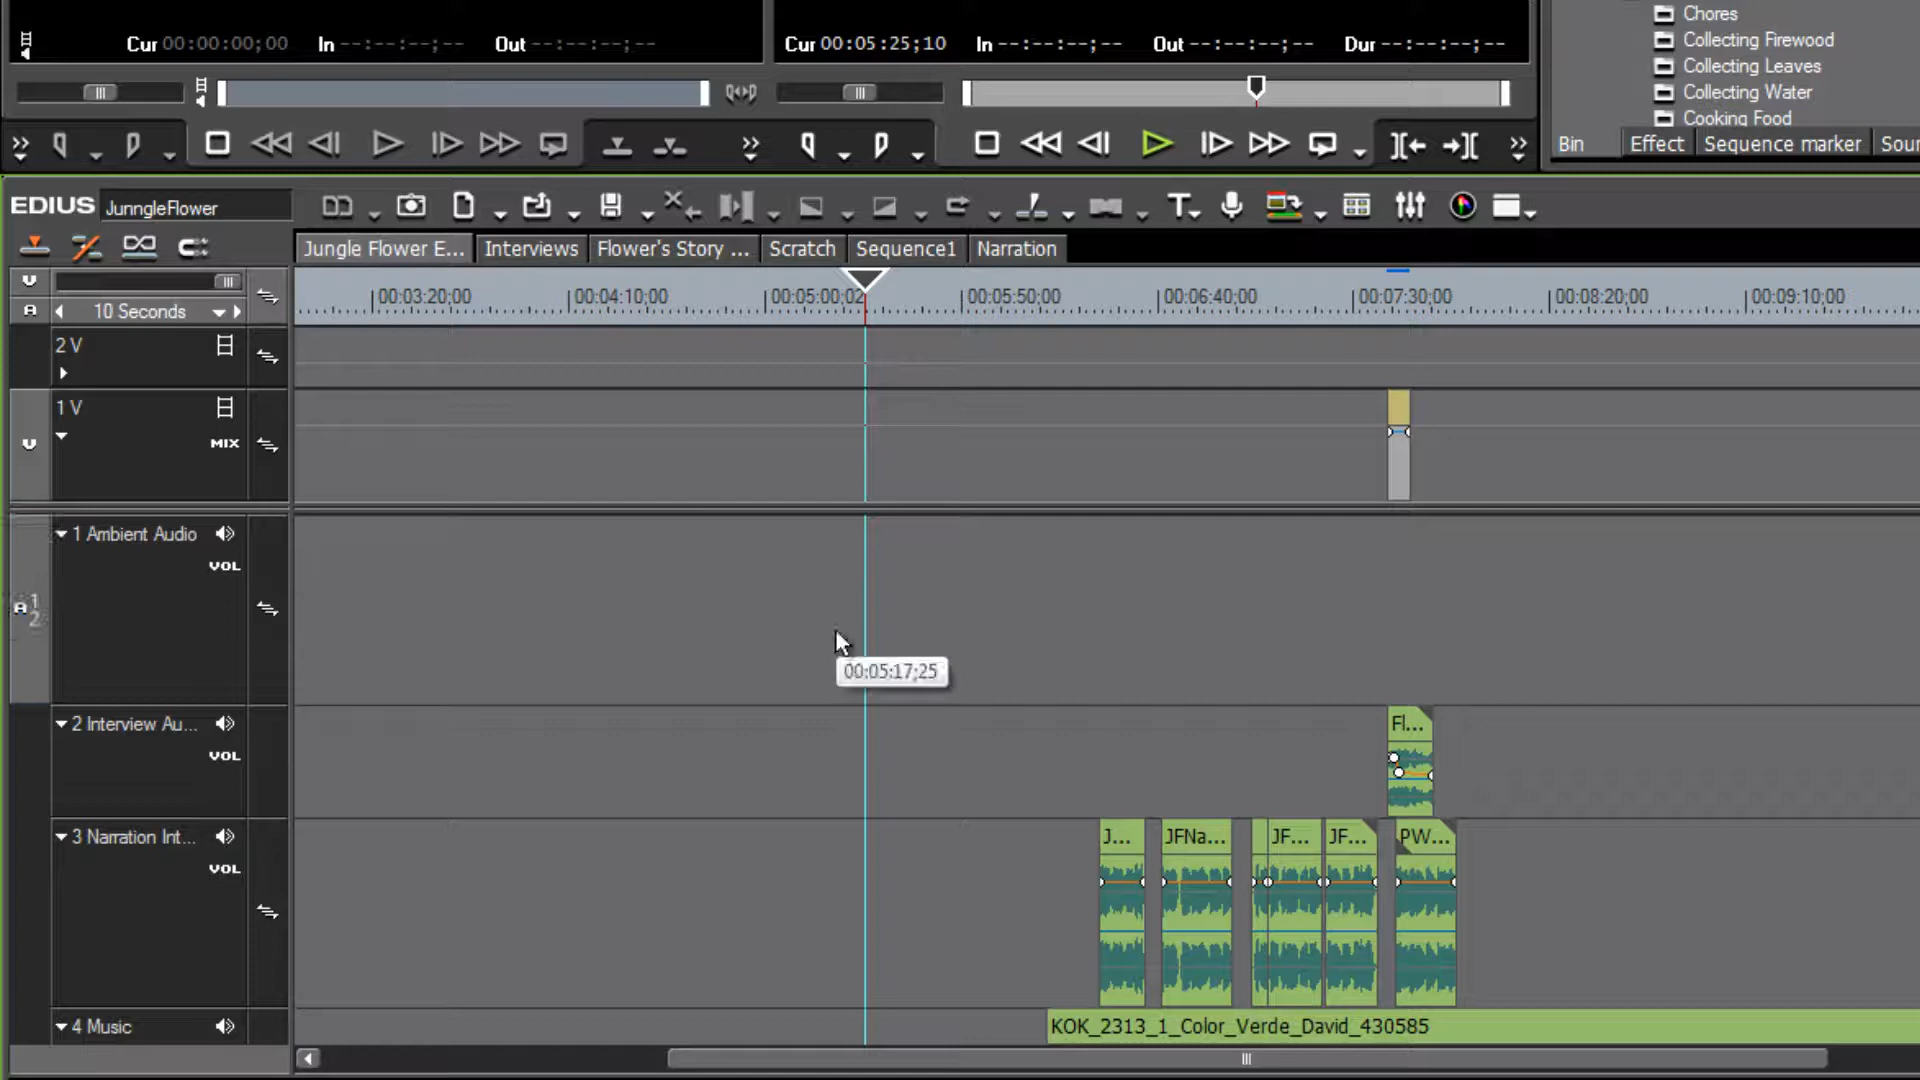 Cur 00:00:00;00 In --:--:--;-- Out --:--:--;--
Cur 00:05:25;10 In --:--:--;-- Out --:--:--;-- Dur --:--:--;--
Chores
Collecting Firewood
Collecting Leaves
Collecting Water
Cooking Food
Bin Effect Sequence marker Sour
EDIUS JunngleFlower
Jungle Flower E... Interviews Flower's Story ... Scratch Sequence1 Narration
V
A
10 Seconds
00:03:20;00 00:04:10;00 00:05:00;02 00:05:50;00 00:06:40;00 00:07:30;00 00:08:20;00 00:09:10;00
2 V
1 V
V
MIX
1 Ambient Audio
VOL
A 1 2
00:05:17;25
2 Interview Au...
VOL
Fl...
3 Narration Int...
VOL
J... JFNa... JF... JF... PW...
4 Music
KOK_2313_1_Color_Verde_David_430585